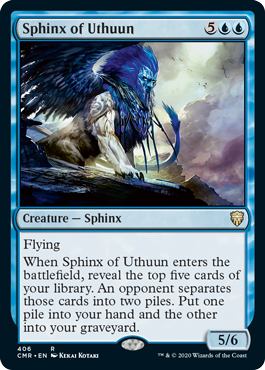 Sphinx of Uthuun 5
Creature — Sphinx
Flying
When Sphinx of Uthuun enters the
battlefield, reveal the top five cards of
your library. An opponent separates
those cards into two piles. Put one
pile into your hand and the other
into your graveyard.
5/6
406 R
CMR • EN Kekai Kotaki
™ & © 2020 Wizards of the Coast